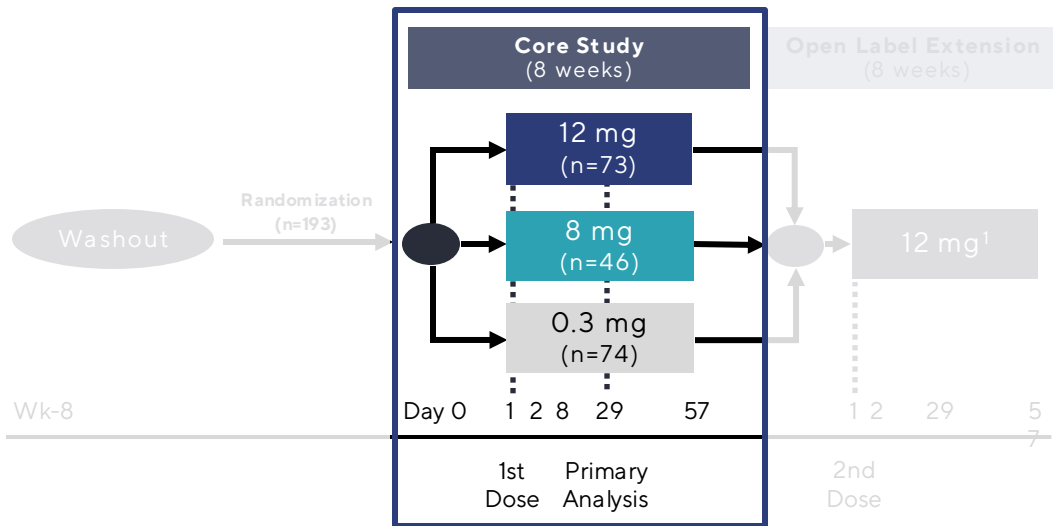 Core Study
(8 weeks)
Open Label Extension
(8 weeks)
12 mg
(n=73)
Randomization
(n=193)
Washout
8 mg
(n=46)
12 mg¹
0.3 mg
(n=74)
Wk-8
Day 0 1 2 8 29 57
1 2 29 5
7
1st
Dose
Primary
Analysis
2nd
Dose